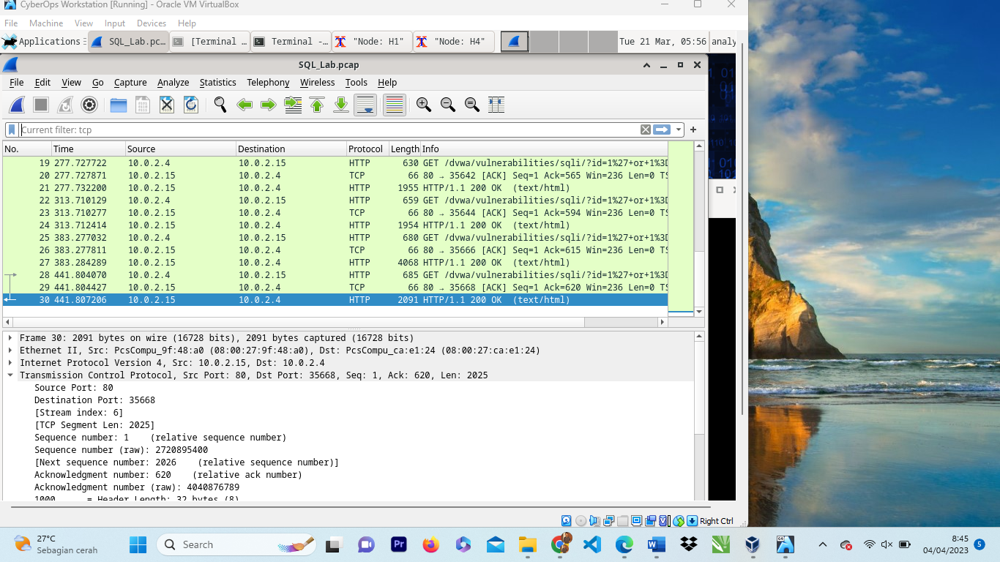 CyberOps Workstation [Running] - Oracle VM VirtualBox
File Machine View Input Devices Help
Applications SQL_Lab.pc... [Terminal ... Terminal -... "Node: H1" "Node: H4" Tue 21 Mar, 05:56 analy
SQL_Lab.pcap
File Edit View Go Capture Analyze Statistics Telephony Wireless Tools Help
Current filter: tcp
No. Time Source Destination Protocol Length Info
19 277.727722 10.0.2.4 10.0.2.15 HTTP 630 GET /dvwa/vulnerabilities/sqli/?id=1%27+or+1%3D
20 277.727871 10.0.2.15 10.0.2.4 TCP 66 80 → 35642 [ACK] Seq=1 Ack=565 Win=236 Len=0 TS
21 277.732200 10.0.2.15 10.0.2.4 HTTP 1955 HTTP/1.1 200 OK (text/html)
22 313.710129 10.0.2.4 10.0.2.15 HTTP 659 GET /dvwa/vulnerabilities/sqli/?id=1%27+or+1%3D
23 313.710277 10.0.2.15 10.0.2.4 TCP 66 80 → 35644 [ACK] Seq=1 Ack=594 Win=236 Len=0 TS
24 313.712414 10.0.2.15 10.0.2.4 HTTP 1954 HTTP/1.1 200 OK (text/html)
25 383.277032 10.0.2.4 10.0.2.15 HTTP 680 GET /dvwa/vulnerabilities/sqli/?id=1%27+or+1%3D
26 383.277811 10.0.2.15 10.0.2.4 TCP 66 80 → 35666 [ACK] Seq=1 Ack=615 Win=236 Len=0 TS
27 383.284289 10.0.2.15 10.0.2.4 HTTP 4068 HTTP/1.1 200 OK (text/html)
28 441.804070 10.0.2.4 10.0.2.15 HTTP 685 GET /dvwa/vulnerabilities/sqli/?id=1%27+or+1%3D
29 441.804427 10.0.2.15 10.0.2.4 TCP 66 80 → 35668 [ACK] Seq=1 Ack=620 Win=236 Len=0 TS
30 441.807206 10.0.2.15 10.0.2.4 HTTP 2091 HTTP/1.1 200 OK (text/html)
Frame 30: 2091 bytes on wire (16728 bits), 2091 bytes captured (16728 bits)
Ethernet II, Src: PcsCompu_9f:48:a0 (08:00:27:9f:48:a0), Dst: PcsCompu_ca:e1:24 (08:00:27:ca:e1:24)
Internet Protocol Version 4, Src: 10.0.2.15, Dst: 10.0.2.4
Transmission Control Protocol, Src Port: 80, Dst Port: 35668, Seq: 1, Ack: 620, Len: 2025
Source Port: 80
Destination Port: 35668
[Stream index: 6]
[TCP Segment Len: 2025]
Sequence number: 1 (relative sequence number)
Sequence number (raw): 2720895400
[Next sequence number: 2026 (relative sequence number)]
Acknowledgment number: 620 (relative ack number)
Acknowledgment number (raw): 4040876789
1000 .... = Header Length: 32 bytes (8)
Right Ctrl
27°C
Sebagian cerah
Search
Pr
8:45
04/04/2023
5